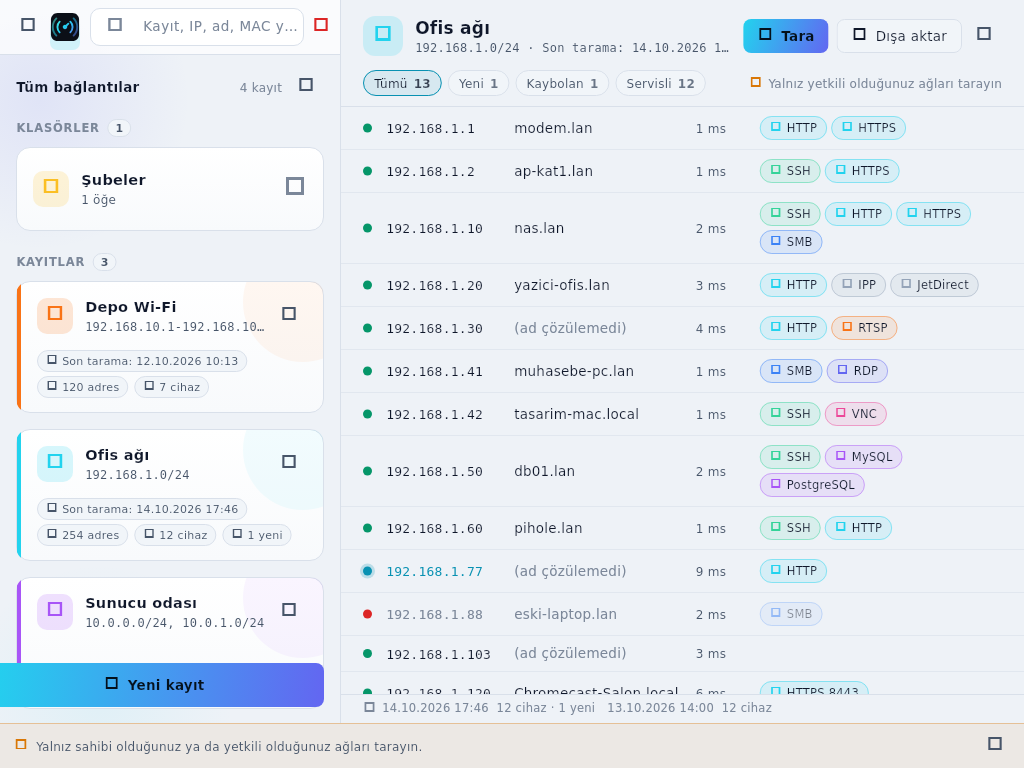 Kayıt, IP, ad, MAC y…
Tüm bağlantılar
4 kayıt
KLASÖRLER 1
Şubeler
1 öğe
KAYITLAR 3
Depo Wi-Fi
192.168.10.1-192.168.10…
Son tarama: 12.10.2026 10:13
120 adres 7 cihaz
Ofis ağı
192.168.1.0/24
Son tarama: 14.10.2026 17:46
254 adres 12 cihaz 1 yeni
Sunucu odası
10.0.0.0/24, 10.0.1.0/24
Yeni kayıt
Ofis ağı
192.168.1.0/24 · Son tarama: 14.10.2026 1…
Tara
Dışa aktar
Tümü 13 Yeni 1 Kaybolan 1 Servisli 12
Yalnız yetkili olduğunuz ağları tarayın
192.168.1.1 modem.lan 1 ms HTTP HTTPS
192.168.1.2 ap-kat1.lan 1 ms SSH HTTPS
192.168.1.10 nas.lan 2 ms SSH HTTP HTTPS
SMB
192.168.1.20 yazici-ofis.lan 3 ms HTTP IPP JetDirect
192.168.1.30 (ad çözülemedi) 4 ms HTTP RTSP
192.168.1.41 muhasebe-pc.lan 1 ms SMB RDP
192.168.1.42 tasarim-mac.local 1 ms SSH VNC
192.168.1.50 db01.lan 2 ms SSH MySQL
PostgreSQL
192.168.1.60 pihole.lan 1 ms SSH HTTP
192.168.1.77 (ad çözülemedi) 9 ms HTTP
192.168.1.88 eski-laptop.lan 2 ms SMB
192.168.1.103 (ad çözülemedi) 3 ms
192.168.1.120 Chromecast-Salon.local 6 ms HTTPS 8443
14.10.2026 17:46 12 cihaz · 1 yeni 13.10.2026 14:00 12 cihaz
Yalnız sahibi olduğunuz ya da yetkili olduğunuz ağları tarayın.